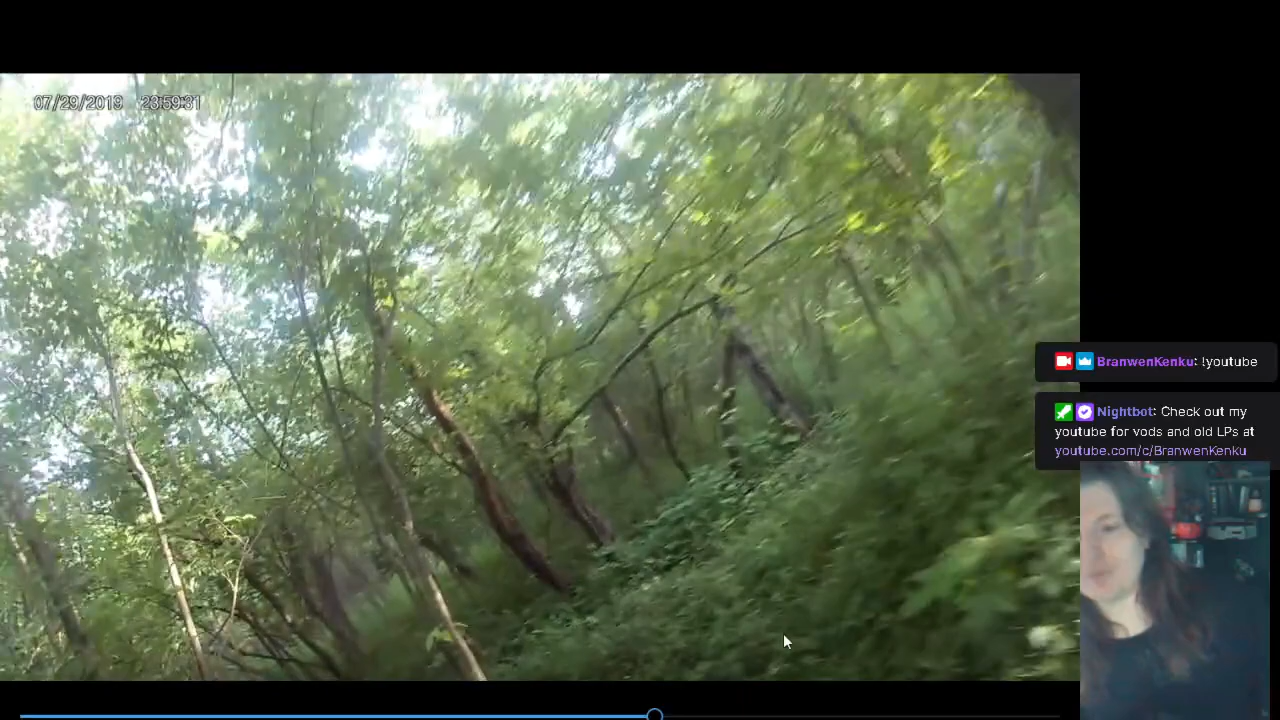 07/29/2019 23:59:31
BranwenKenku: !youtube
Nightbot: Check out my
youtube for vods and old LPs at
youtube.com/c/BranwenKenku